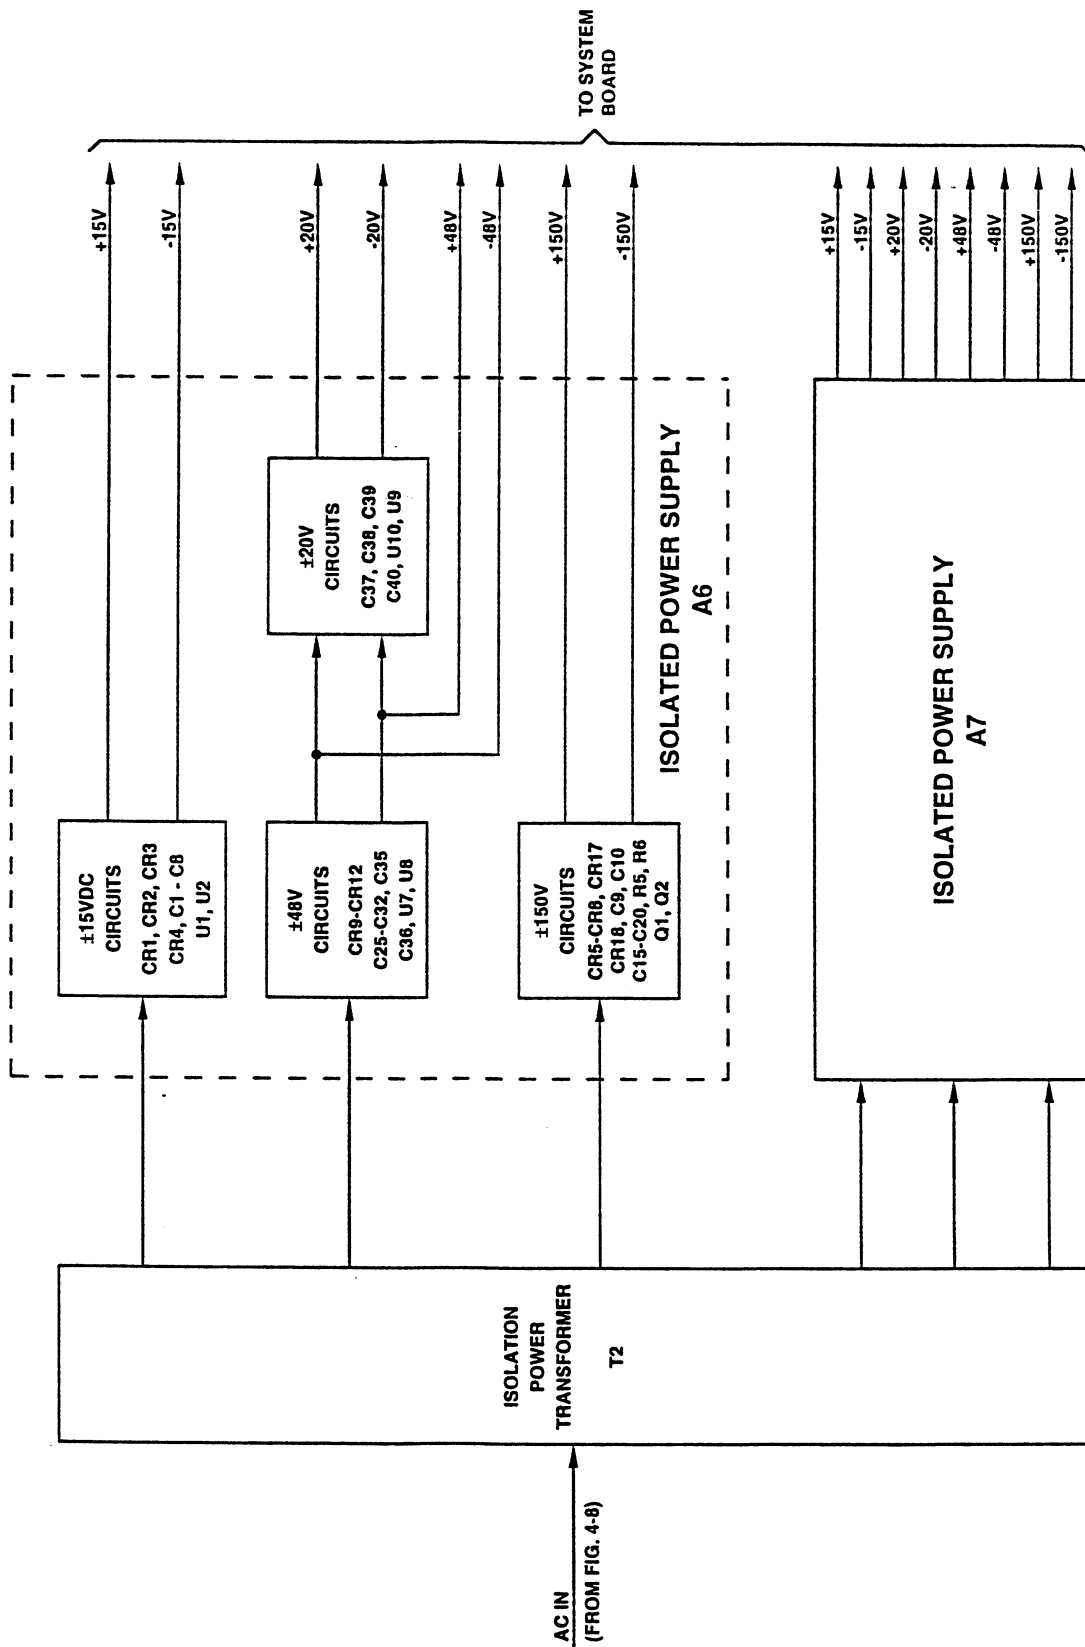 AC IN
(FROM FIG. 4-8)
ISOLATION
POWER
TRANSFORMER
T2
±15VDC
CIRCUITS
CR1, CR2, CR3
CR4, C1 - C8
U1, U2
±48V
CIRCUITS
CR9-CR12
C25-C32, C35
C36, U7, U8
±150V
CIRCUITS
CR5-CR8, CR17
CR18, C9, C10
C15-C20, R5, R6
Q1, Q2
±20V
CIRCUITS
C37, C38, C39
C40, U10, U9
ISOLATED POWER SUPPLY
A6
+15V
-15V
+20V
-20V
+48V
-48V
+150V
-150V
ISOLATED POWER SUPPLY
A7
+15V
-15V
+20V
-20V
+48V
-48V
+150V
-150V
TO SYSTEM
BOARD